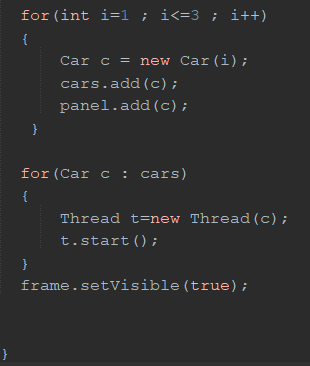 for(int i=1 ; i<=3 ; i++)
{
Car c = new Car(i);
cars.add(c);
panel.add(c);
}
for(Car c : cars)
{
Thread t=new Thread(c);
t.start();
}
frame.setVisible(true);
}